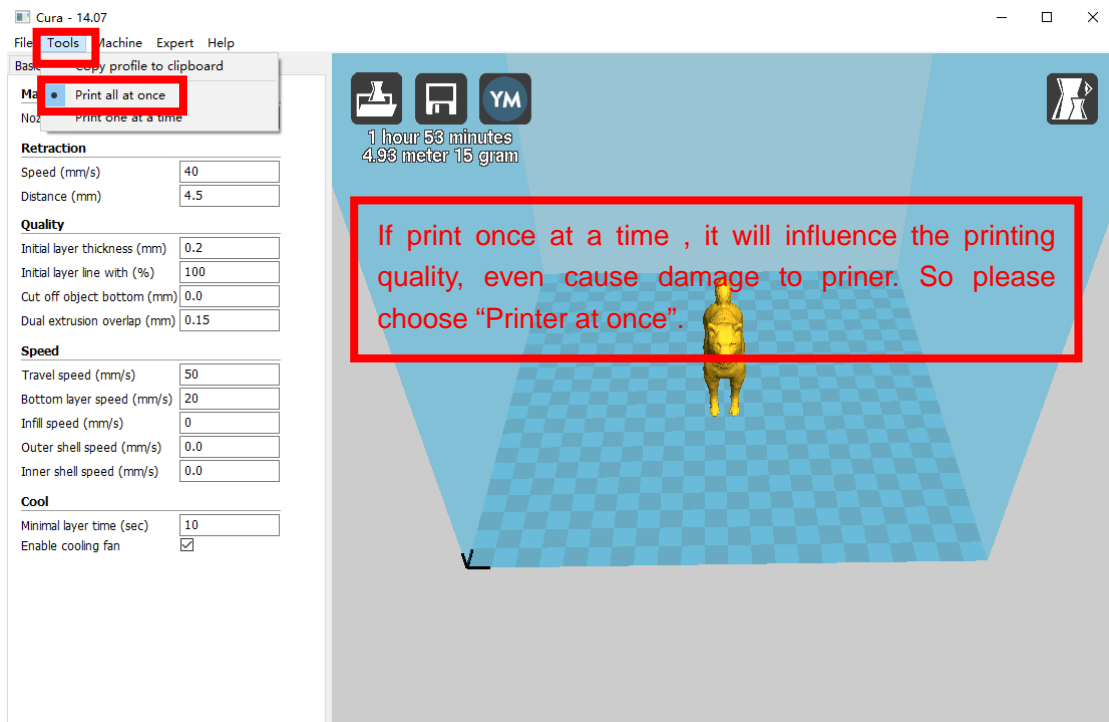 Cura - 14.07
File Tools Machine Expert Help
Copy profile to clipboard
Print all at once
Print one at a time
Retraction
Speed (mm/s) 40
Distance (mm) 4.5
Quality
Initial layer thickness (mm) 0.2
Initial layer line with (%) 100
Cut off object bottom (mm) 0.0
Dual extrusion overlap (mm) 0.15
Speed
Travel speed (mm/s) 50
Bottom layer speed (mm/s) 20
Infill speed (mm/s) 0
Outer shell speed (mm/s) 0.0
Inner shell speed (mm/s) 0.0
Cool
Minimal layer time (sec) 10
Enable cooling fan
YM
1 hour 53 minutes
4.93 meter 15 gram
If print once at a time , it will influence the printing
quality, even cause damage to priner. So please
choose “Printer at once”.